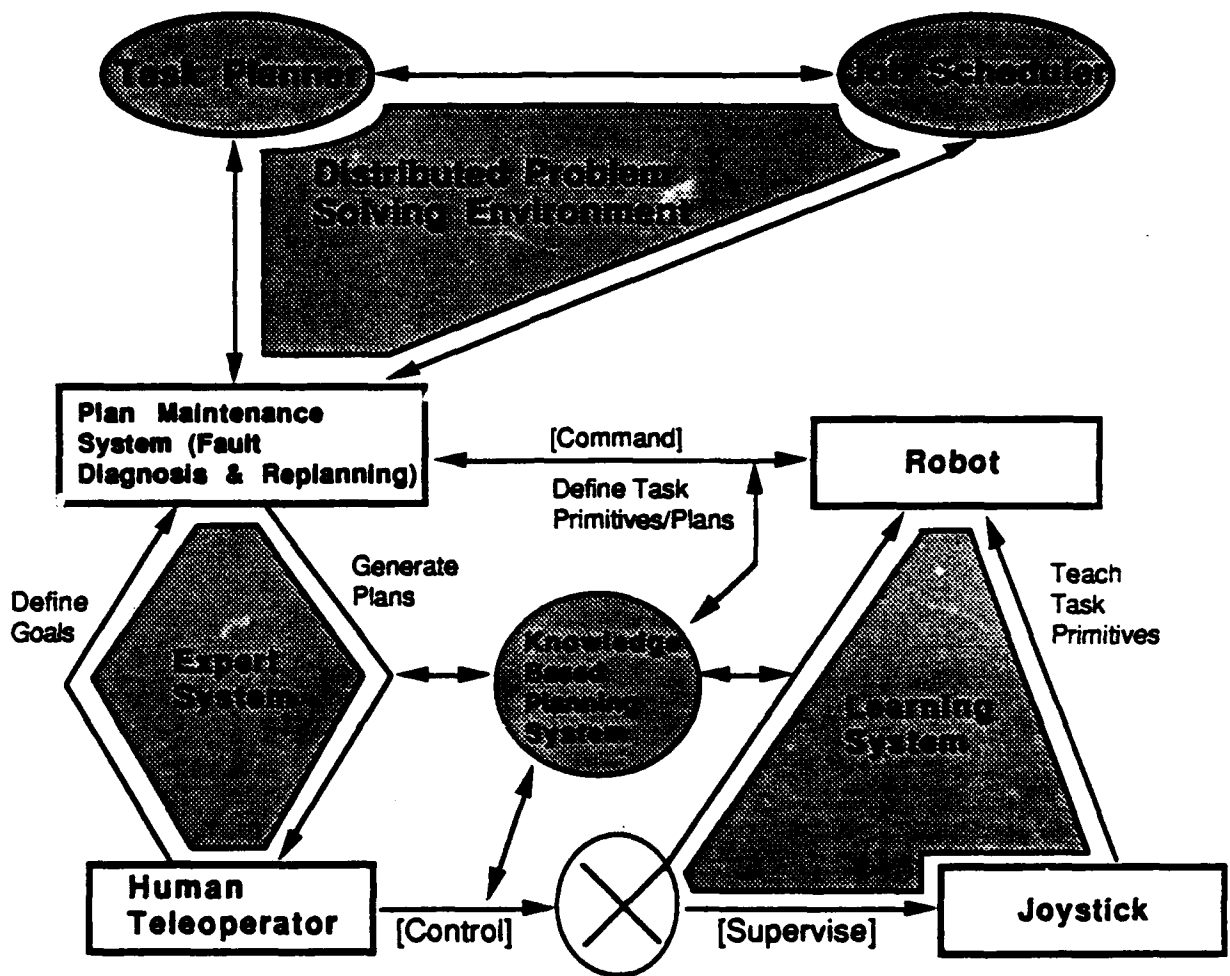 Task Planner
Job Scheduler
Distributed Problem
Solving Environment
Plan Maintenance
System (Fault
Diagnosis & Replanning)
[Command]
Robot
Define Task
Primitives/Plans
Generate
Plans
Define
Goals
Teach
Task
Primitives
Expert
Systems
Knowledge
Based
Planning
System
Learning
System
Human
Teleoperator
[Control]
[Supervise]
Joystick